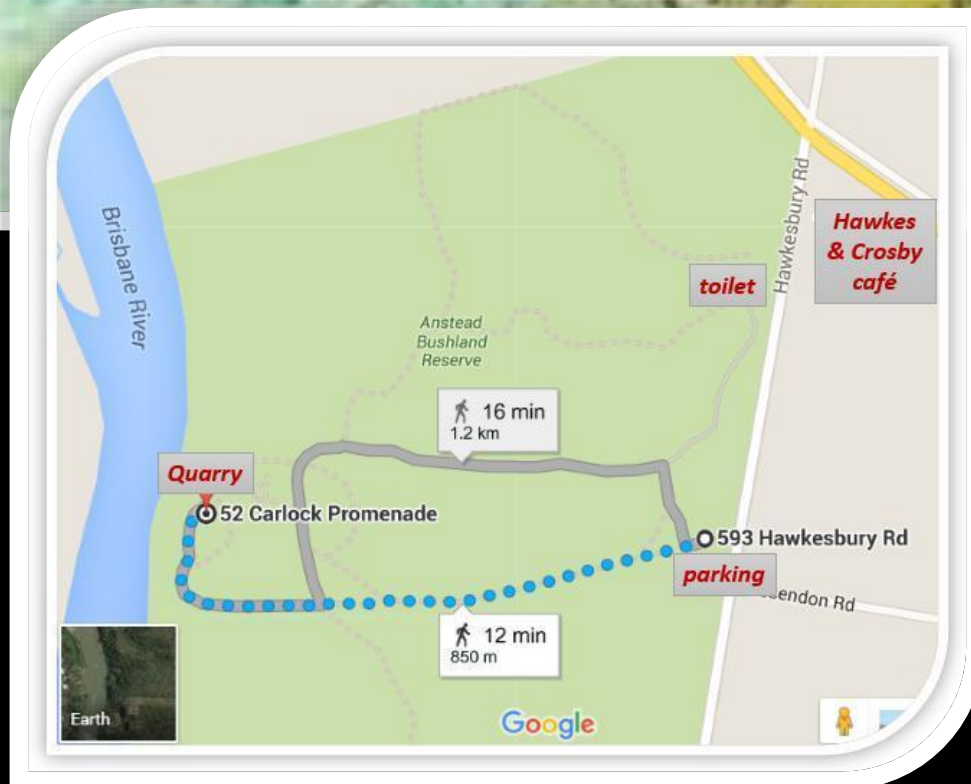 Hawkesbury Rd
Hawkes
& Crosby
café
toilet
Brisbane River
Anstead
Bushland
Reserve
16 min
1.2 km
Quarry
52 Carlock Promenade
593 Hawkesbury Rd
parking
endon Rd
12 min
850 m
Earth
Google